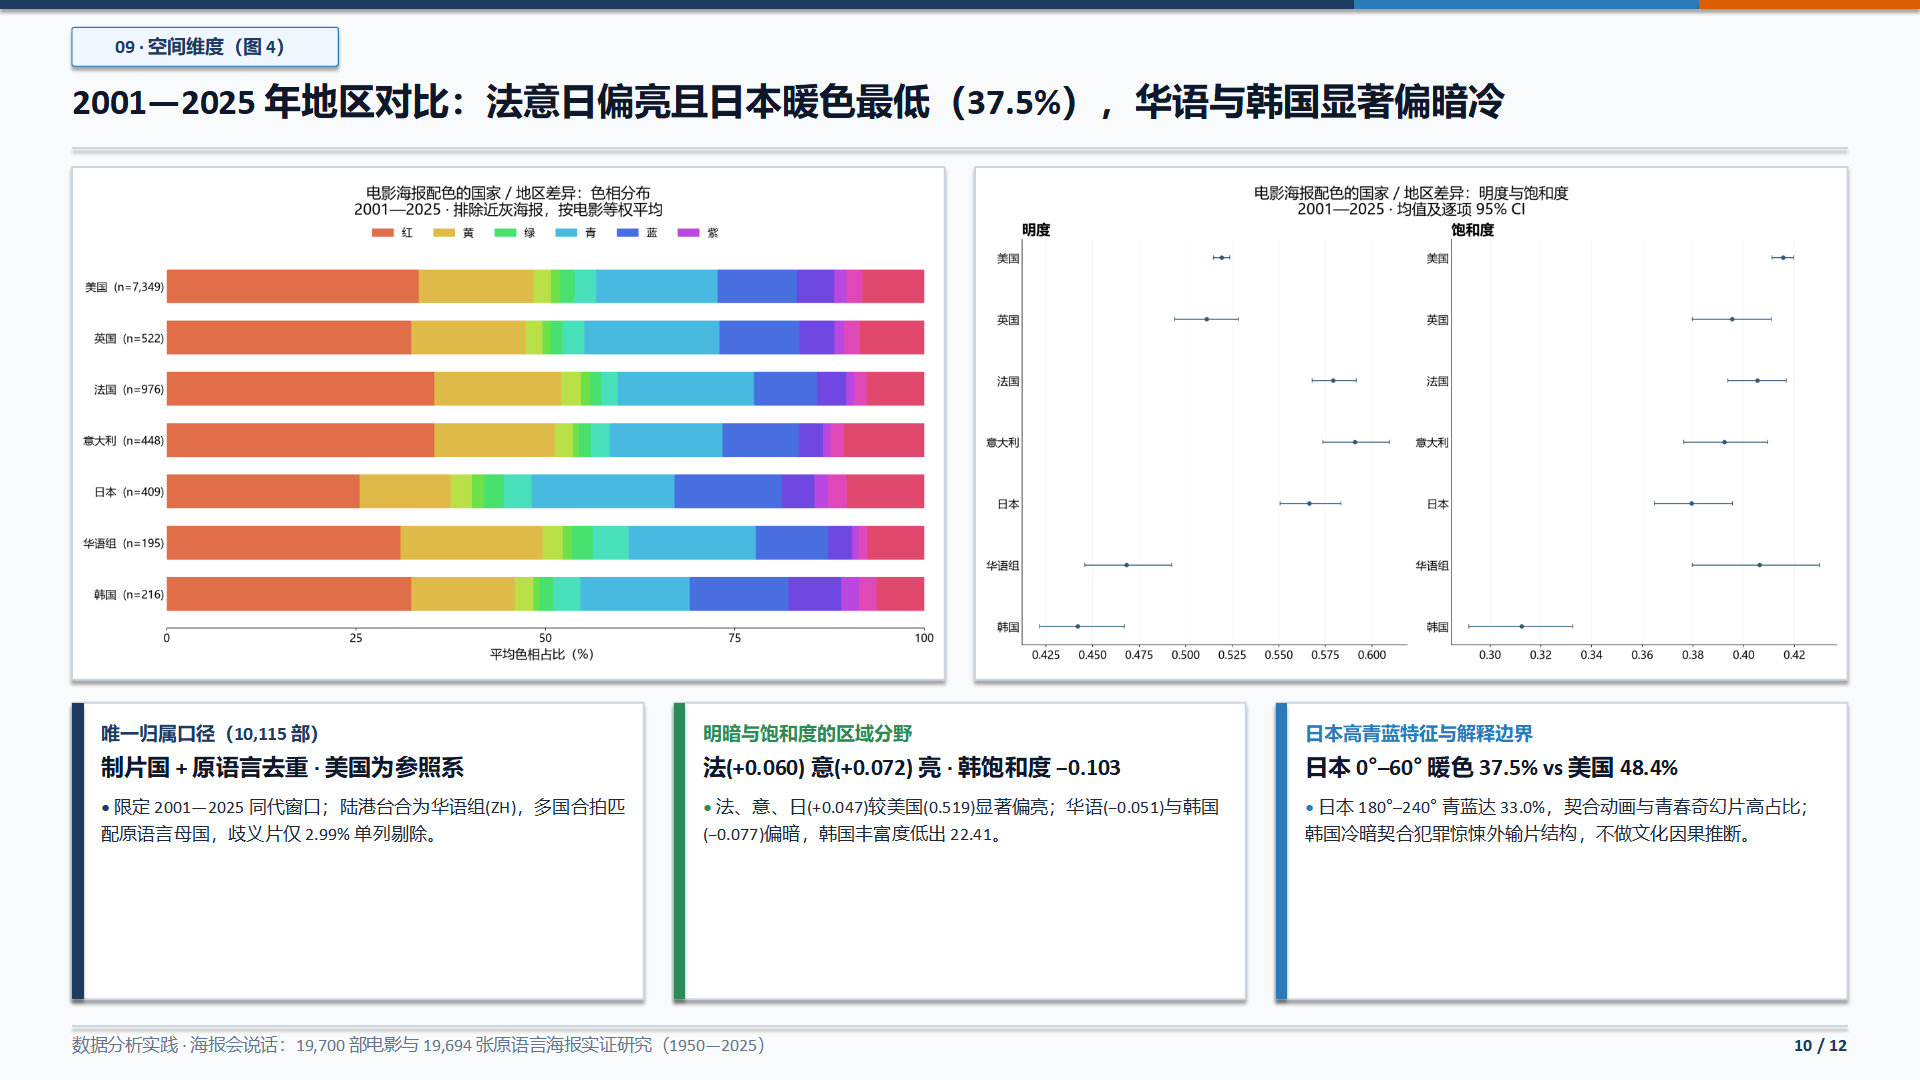 09 · 空间维度（图 4）
2001—2025 年地区对比：法意日偏亮且日本暖色最低（37.5%），华语与韩国显著偏暗冷
电影海报配色的国家 / 地区差异：色相分布
2001—2025 · 排除近灰海报，按电影等权平均
红 黄 绿 青 蓝 紫
美国 (n=7,349)
英国 (n=522)
法国 (n=976)
意大利 (n=448)
日本 (n=409)
华语组 (n=195)
韩国 (n=216)
0 25 50 75 100
平均色相占比（%）
电影海报配色的国家 / 地区差异：明度与饱和度
2001—2025 · 均值及逐项 95% CI
明度
美国
英国
法国
意大利
日本
华语组
韩国
0.425 0.450 0.475 0.500 0.525 0.550 0.575 0.600
饱和度
美国
英国
法国
意大利
日本
华语组
韩国
0.30 0.32 0.34 0.36 0.38 0.40 0.42
唯一归属口径（10,115 部）
制片国 + 原语言去重 · 美国为参照系
• 限定 2001—2025 同代窗口；陆港台合为华语组(ZH)，多国合拍匹
配原语言母国，歧义片仅 2.99% 单列剔除。
明暗与饱和度的区域分野
法(+0.060) 意(+0.072) 亮 · 韩饱和度 −0.103
• 法、意、日(+0.047)较美国(0.519)显著偏亮；华语(−0.051)与韩国
(−0.077)偏暗，韩国丰富度低出 22.41。
日本高青蓝特征与解释边界
日本 0°–60° 暖色 37.5% vs 美国 48.4%
• 日本 180°–240° 青蓝达 33.0%，契合动画与青春奇幻片高占比；
韩国冷暗契合犯罪惊悚外输片结构，不做文化因果推断。
数据分析实践 · 海报会说话：19,700 部电影与 19,694 张原语言海报实证研究（1950—2025）
10 / 12